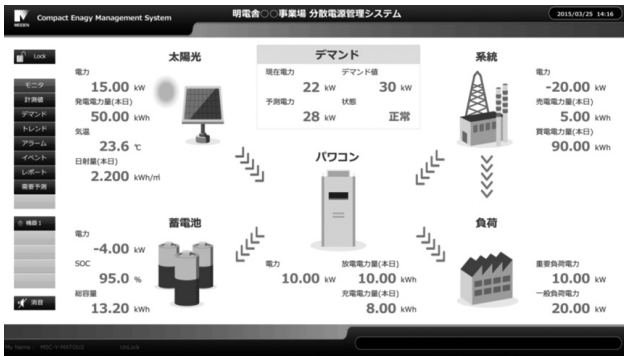 MEIDEN
Compact Enagy Management System
明電舎○○事業場 分散電源管理システム
2015/03/25 14:16
Lock
モニタ
計測値
デマンド
トレンド
アラーム
イベント
レポート
需要予測
機器1
消音
太陽光
電力
15.00 kW
発電電力量(本日)
50.00 kWh
気温
23.6 ℃
日射量(本日)
2.200 kWh/㎡
デマンド
現在電力 デマンド値
22 kW 30 kW
予測電力 状態
28 kW 正常
系統
電力
-20.00 kW
売電電力量(本日)
5.00 kWh
買電電力量(本日)
90.00 kWh
パワコン
電力 放電電力量(本日)
10.00 kW 10.00 kWh
充電電力量(本日)
8.00 kWh
蓄電池
電力
-4.00 kW
SOC
95.0 %
総容量
13.20 kWh
負荷
重要負荷電力
10.00 kW
一般負荷電力
20.00 kW
My Name : MSC-Y-MATOU2 UnLock